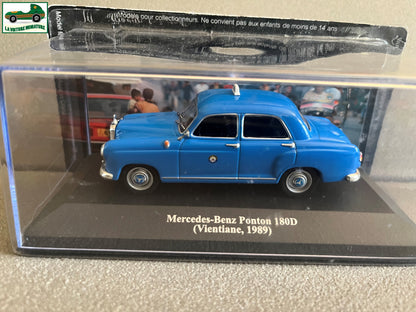 LA VOITURE MINIATURE
Modèles pour collectionneurs. Ne convient pas aux enfants de moins de 14 ans
Mercedes-Benz Ponton 180D
(Vientiane, 1989)